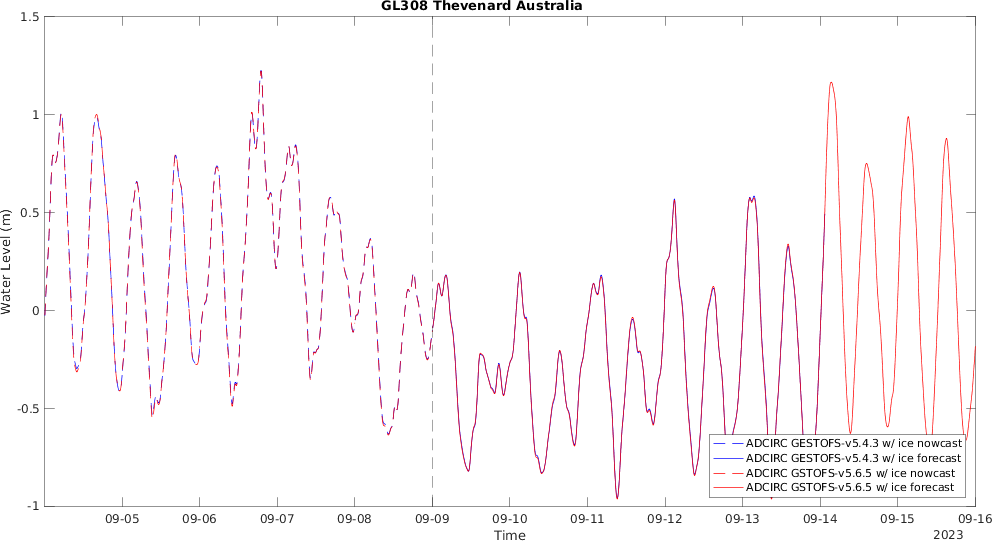 GL308 Thevenard Australia
1.5
1
0.5
0
-0.5
-1
Water Level (m)
ADCIRC GESTOFS-v5.4.3 w/ ice nowcast
ADCIRC GESTOFS-v5.4.3 w/ ice forecast
ADCIRC GSTOFS-v5.6.5 w/ ice nowcast
ADCIRC GSTOFS-v5.6.5 w/ ice forecast
09-05 09-06 09-07 09-08 09-09 09-10 09-11 09-12 09-13 09-14 09-15 09-16
Time
2023